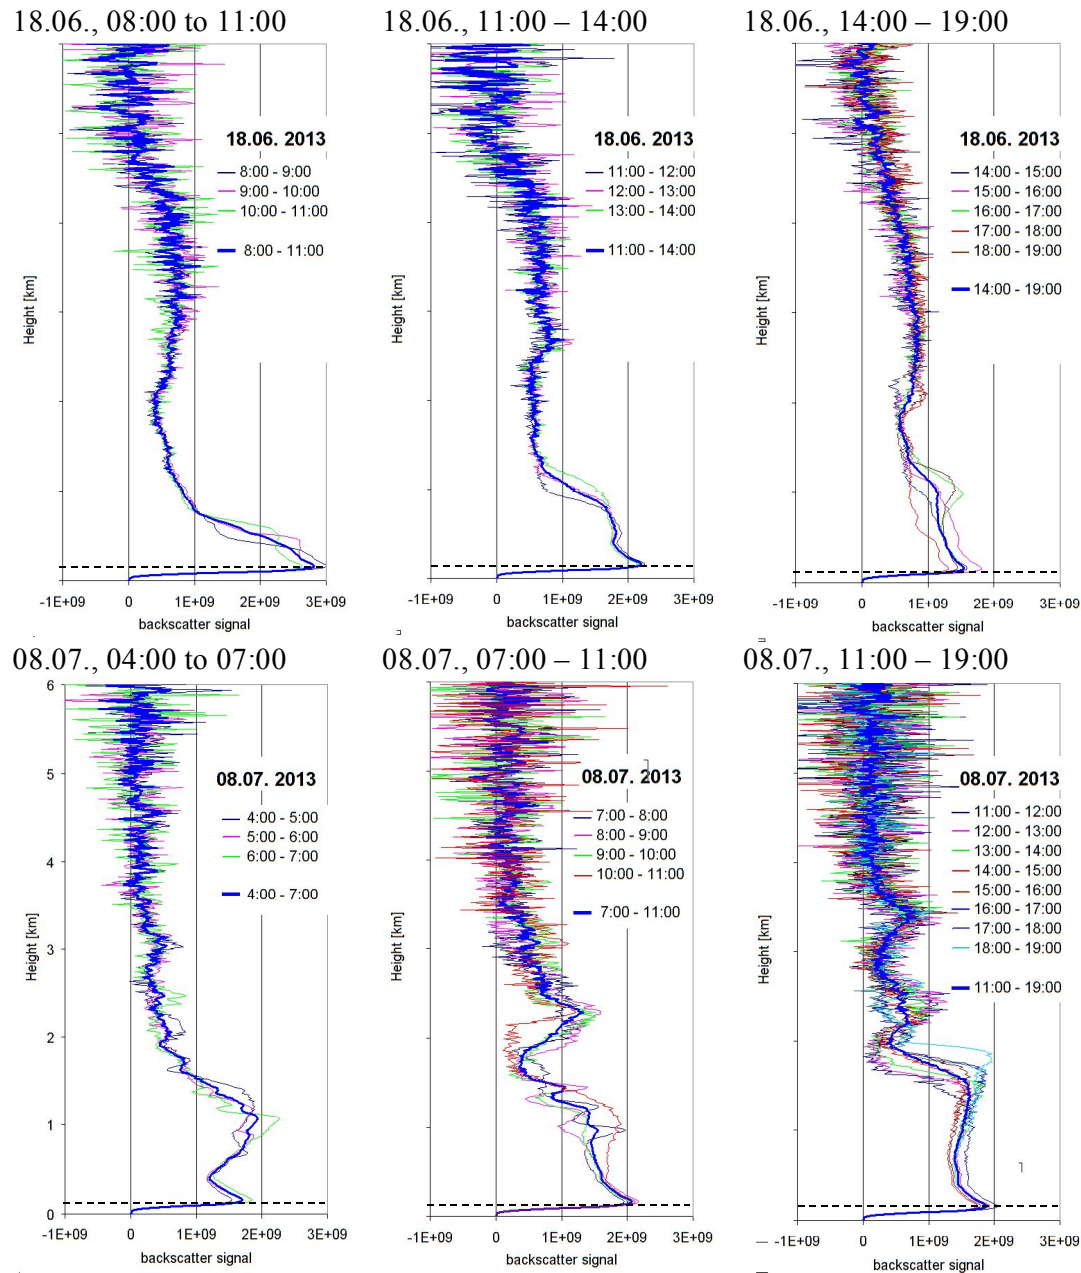 18.06., 08:00 to 11:00
18.06. 2013
8:00 - 9:00
9:00 - 10:00
10:00 - 11:00
8:00 - 11:00
Height [km]
-1E+09 0 1E+09 2E+09 3E+09
backscatter signal
18.06., 11:00 – 14:00
18.06. 2013
11:00 - 12:00
12:00 - 13:00
13:00 - 14:00
11:00 - 14:00
Height [km]
-1E+09 0 1E+09 2E+09 3E+09
backscatter signal
18.06., 14:00 – 19:00
18.06. 2013
14:00 - 15:00
15:00 - 16:00
16:00 - 17:00
17:00 - 18:00
18:00 - 19:00
14:00 - 19:00
Height [km]
-1E+09 0 1E+09 2E+09 3E+09
backscatter signal
08.07., 04:00 to 07:00
6
5
4
3
2
1
0
08.07. 2013
4:00 - 5:00
5:00 - 6:00
6:00 - 7:00
4:00 - 7:00
Height [km]
-1E+09 0 1E+09 2E+09 3E+09
backscatter signal
08.07., 07:00 – 11:00
08.07. 2013
7:00 - 8:00
8:00 - 9:00
9:00 - 10:00
10:00 - 11:00
7:00 - 11:00
Height [km]
-1E+09 0 1E+09 2E+09 3E+09
backscatter signal
08.07., 11:00 – 19:00
08.07. 2013
11:00 - 12:00
12:00 - 13:00
13:00 - 14:00
14:00 - 15:00
15:00 - 16:00
16:00 - 17:00
17:00 - 18:00
18:00 - 19:00
11:00 - 19:00
Height [km]
-1E+09 0 1E+09 2E+09 3E+09
backscatter signal